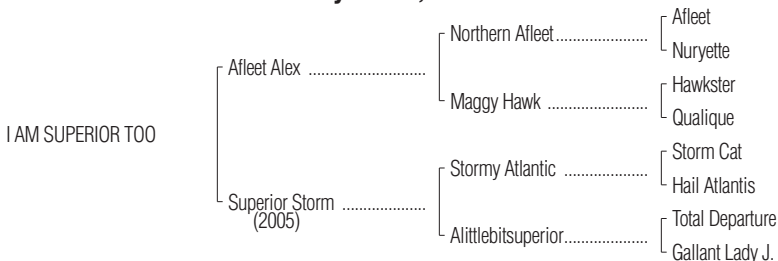 Afleet
Northern Afleet
Nuryette
Afleet Alex
Hawkster
Maggy Hawk
Qualique
I AM SUPERIOR TOO
Storm Cat
Stormy Atlantic
Hail Atlantis
Superior Storm
(2005)
Total Departure
Alittlebitsuperior
Gallant Lady J.